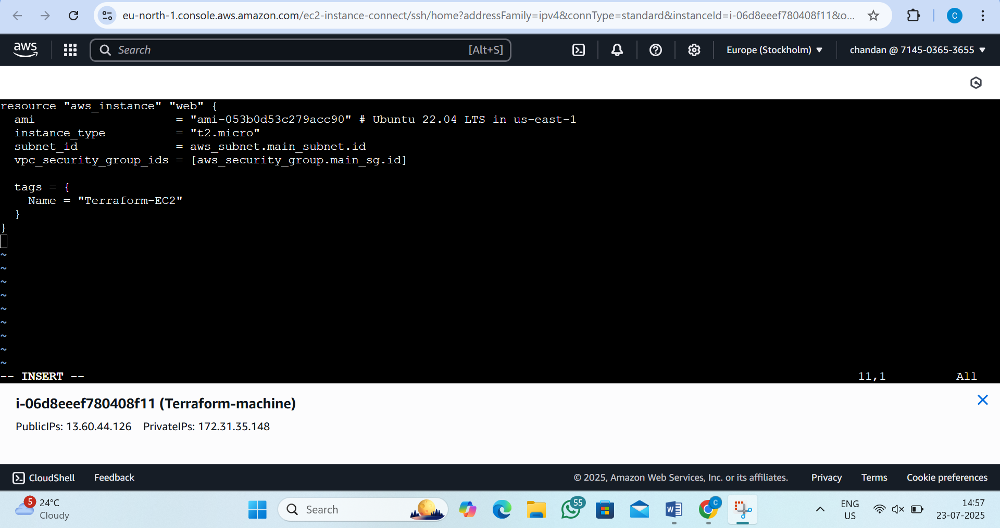 eu-north-1.console.aws.amazon.com/ec2-instance-connect/ssh/home?addressFamily=ipv4&connType=standard&instanceId=i-06d8eeef780408f11&o...
C
aws
Search
[Alt+S]
Europe (Stockholm)
chandan @ 7145-0365-3655
resource "aws_instance" "web" {
  ami                    = "ami-053b0d53c279acc90" # Ubuntu 22.04 LTS in us-east-1
  instance_type          = "t2.micro"
  subnet_id              = aws_subnet.main_subnet.id
  vpc_security_group_ids = [aws_security_group.main_sg.id]

  tags = {
    Name = "Terraform-EC2"
  }
}
~
~
~
~
~
~
~
~
~
-- INSERT --                    11,1          All
i-06d8eeef780408f11 (Terraform-machine)
PublicIPs: 13.60.44.126    PrivateIPs: 172.31.35.148
CloudShell    Feedback    © 2025, Amazon Web Services, Inc. or its affiliates.    Privacy    Terms    Cookie preferences
5
24°C
Cloudy
Search
55
W
C
ENG
US
14:57
23-07-2025